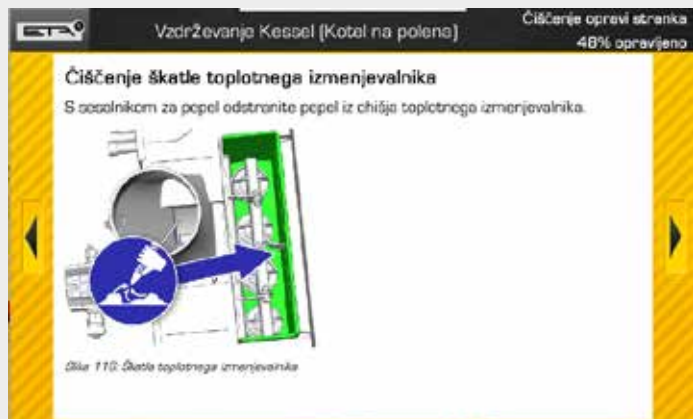 ETA
Vzdrževanje Kessel (Kotel na polena)
Čiščenje opravi stranka
48% opravljeno
Čiščenje škatle toplotnega izmenjevalnika
S sesalnikom za pepel odstranite pepel iz ohišja toplotnega izmenjevalnika.
Slika 110: Škatla toplotnega izmenjevalnika